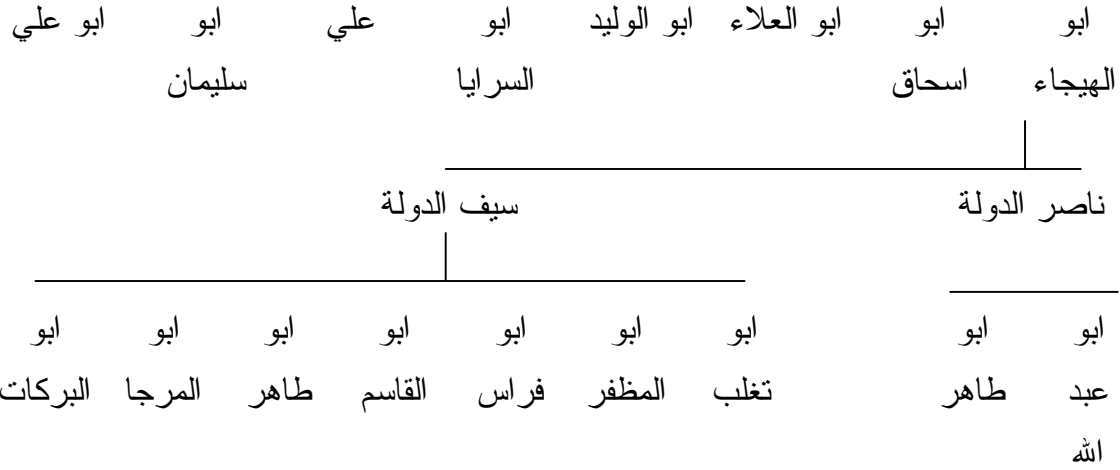 ابو ابو ابو العلاء ابو الوليد ابو علي ابو ابو علي
الهيجاء اسحاق السرايا سليمان
ناصر الدولة سيف الدولة
ابو ابو ابو ابو ابو ابو ابو ابو ابو
عبد طاهر تغلب المظفر فراس القاسم طاهر المرجا البركات
الله